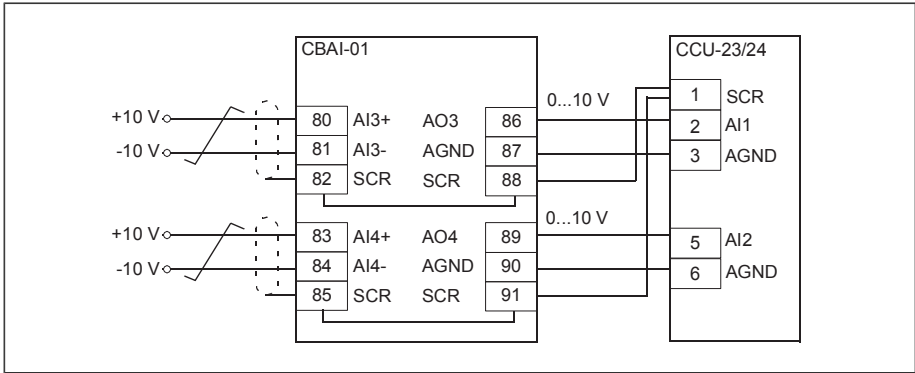 CBAI-01 CCU-23/24
0...10 V 1 SCR
+10 V 80 AI3+ AO3 86 2 AI1
-10 V 81 AI3- AGND 87 3 AGND
82 SCR SCR 88
0...10 V
+10 V 83 AI4+ AO4 89 5 AI2
-10 V 84 AI4- AGND 90 6 AGND
85 SCR SCR 91